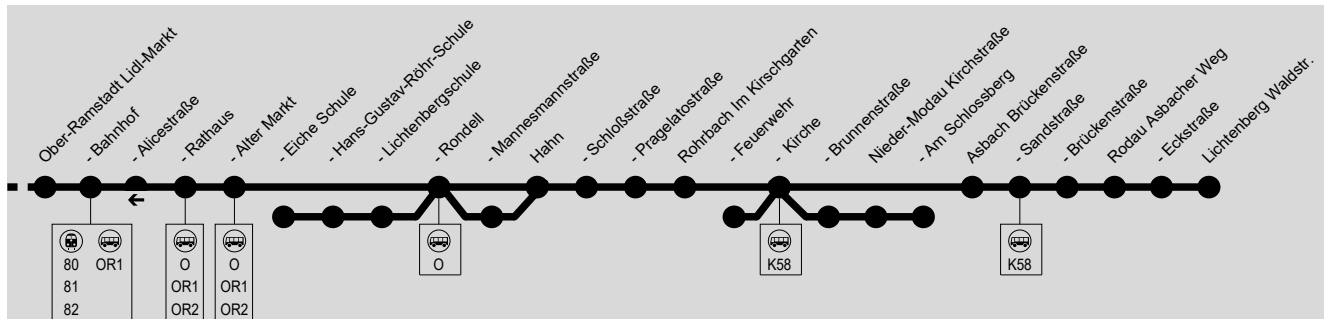 Ober-Ramstadt Lidl-Markt
- Bahnhof
- Alicestraße
- Rathaus
- Alter Markt
- Eiche Schule
- Hans-Gustav-Röhr-Schule
- Lichtenbergschule
- Rondell
- Mannesmannstraße
Hahn
- Schloßstraße
- Pragelatostraße
Rohrbach Im Kirschgarten
- Feuerwehr
- Kirche
- Brunnenstraße
Nieder-Modau Kirchstraße
- Am Schlossberg
Asbach Brückenstraße
- Sandstraße
- Brückenstraße
Rodau Asbacher Weg
- Eckstraße
Lichtenberg Waldstr.
80 OR1
81
82
O
OR1
OR2
O
OR1
OR2
O
K58
K58